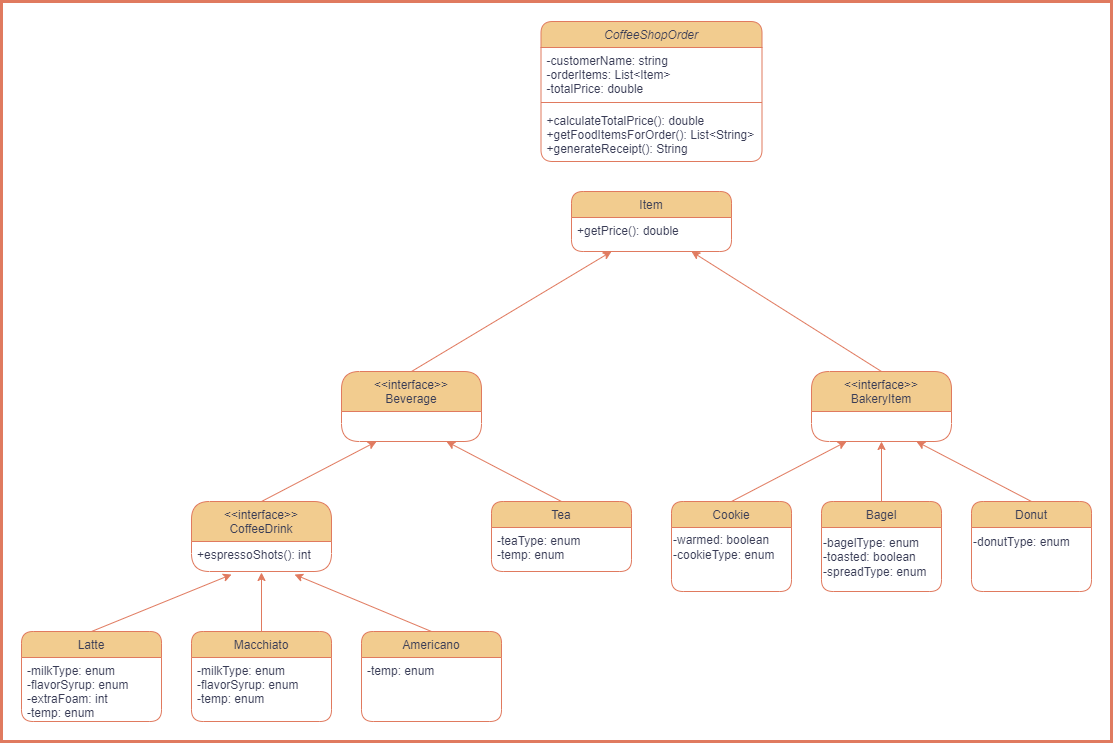 CoffeeShopOrder
-customerName: string
-orderItems: List<Item>
-totalPrice: double
+calculateTotalPrice(): double
+getFoodItemsForOrder(): List<String>
+generateReceipt(): String
Item
+getPrice(): double
<<interface>>
Beverage
<<interface>>
BakeryItem
<<interface>>
CoffeeDrink
+espressoShots(): int
Tea
-teaType: enum
-temp: enum
Cookie
-warmed: boolean
-cookieType: enum
Bagel
-bagelType: enum
-toasted: boolean
-spreadType: enum
Donut
-donutType: enum
Latte
-milkType: enum
-flavorSyrup: enum
-extraFoam: int
-temp: enum
Macchiato
-milkType: enum
-flavorSyrup: enum
-temp: enum
Americano
-temp: enum